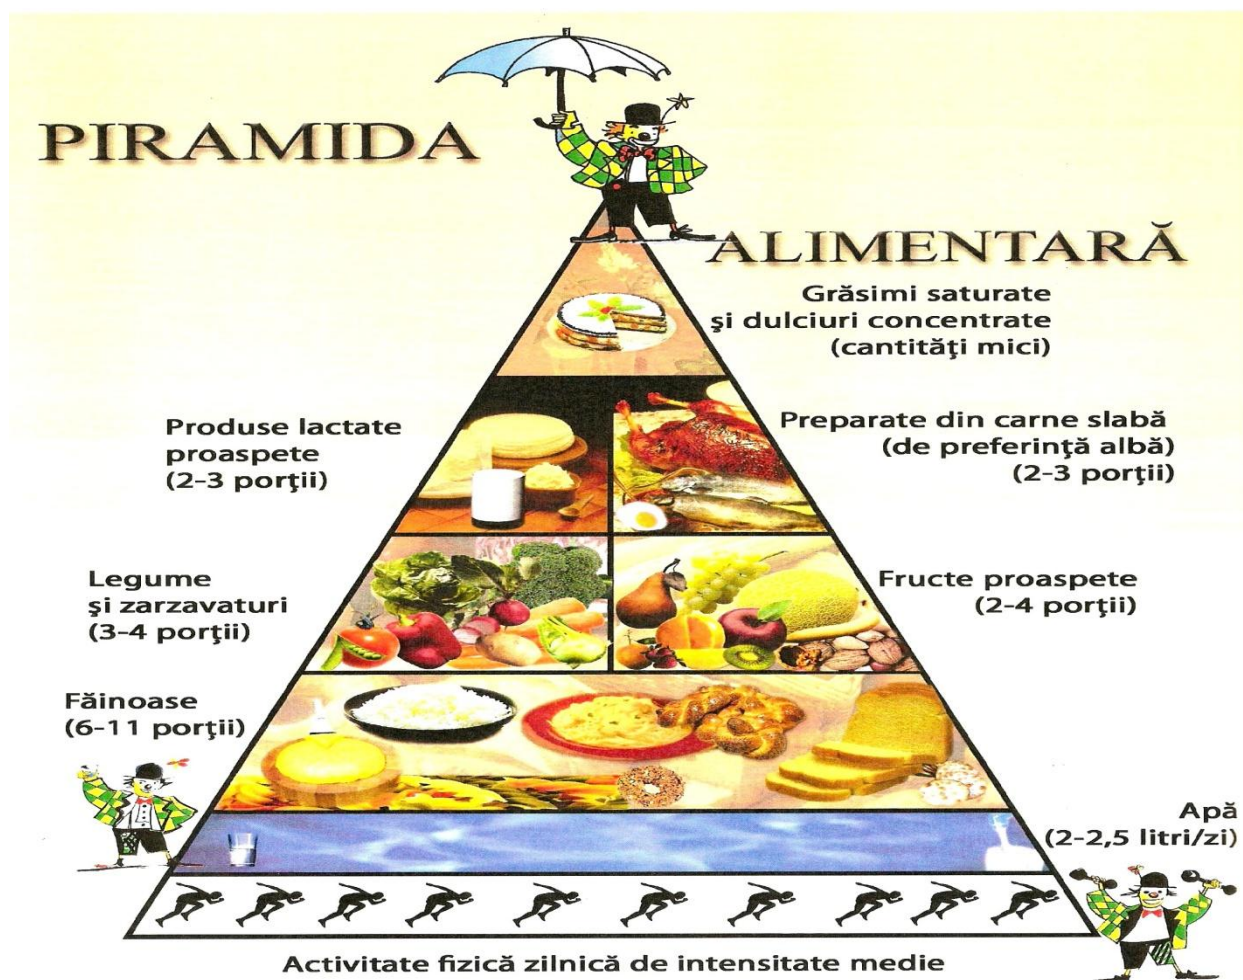 PIRAMIDA
ALIMENTARĂ
Grăsimi saturate
şi dulciuri concentrate
(cantităţi mici)
Produse lactate
proaspete
(2-3 porţii)
Preparate din carne slabă
(de preferinţă albă)
(2-3 porţii)
Legume
şi zarzavaturi
(3-4 porţii)
Fructe proaspete
(2-4 porţii)
Făinoase
(6-11 porţii)
Apă
(2-2,5 litri/zi)
Activitate fizică zilnică de intensitate medie